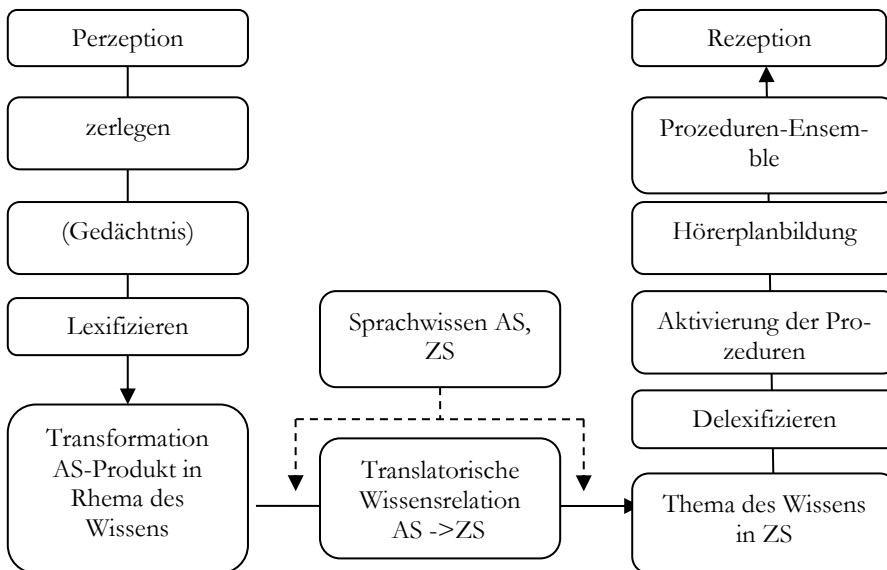 Perzeption
zerlegen
(Gedächtnis)
Lexifizieren
Transformation
AS-Produkt in
Rhema des
Wissens
Sprachwissen AS,
ZS
Translatorische
Wissensrelation
AS ->ZS
Rezeption
Prozeduren-Ensem-
ble
Hörerplanbildung
Aktivierung der Pro-
zeduren
Delexifizieren
Thema des Wissens
in ZS